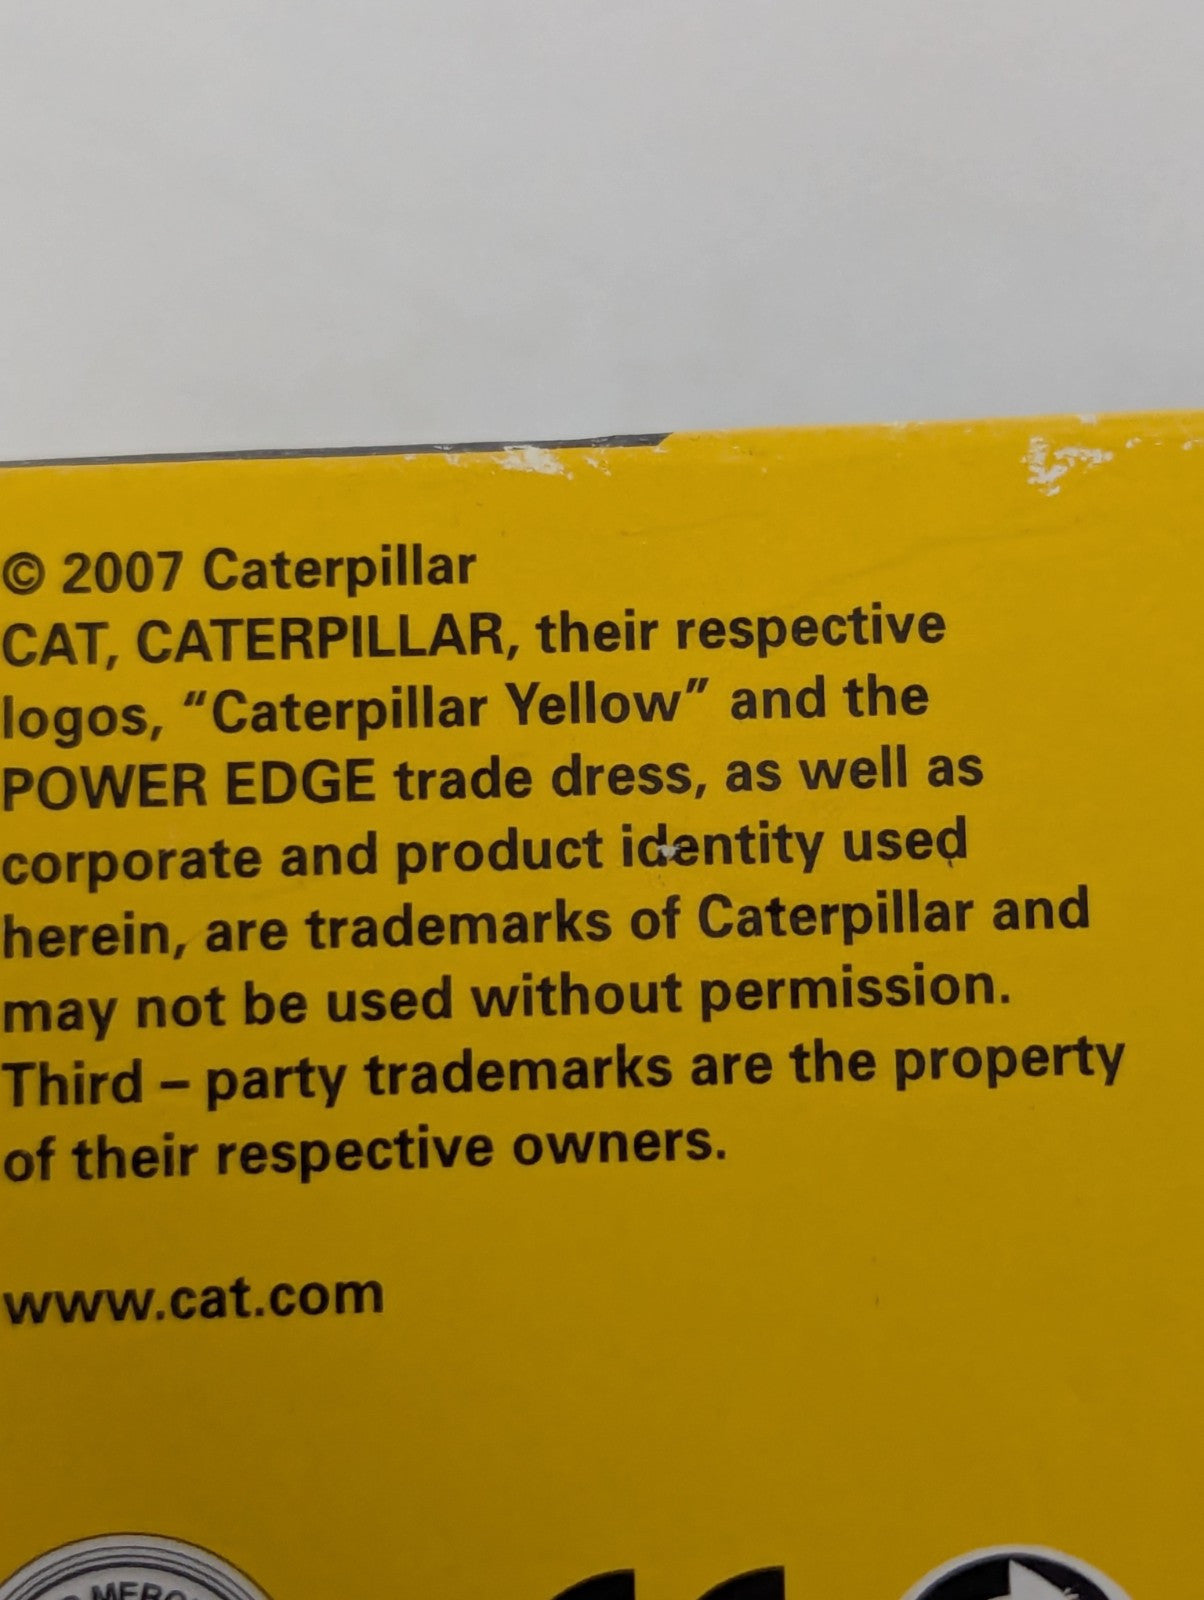 © 2007 Caterpillar
CAT, CATERPILLAR, their respective
logos, “Caterpillar Yellow” and the
POWER EDGE trade dress, as well as
corporate and product identity used
herein, are trademarks of Caterpillar and
may not be used without permission.
Third – party trademarks are the property
of their respective owners.
www.cat.com